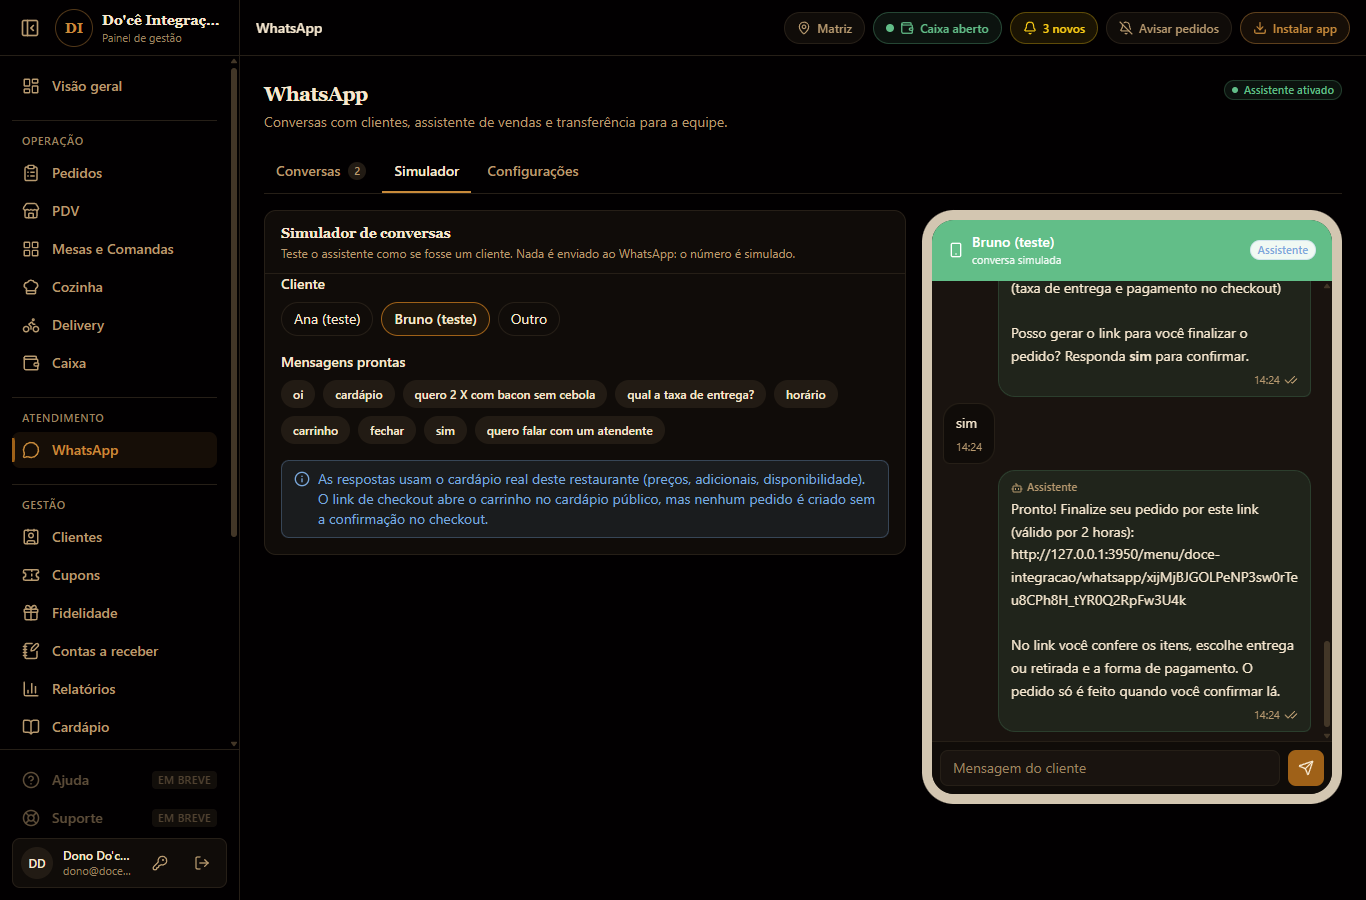 DI
Do'cê Integraç...
Painel de gestão
WhatsApp
Matriz
Caixa aberto
3 novos
Avisar pedidos
Instalar app
Visão geral
OPERAÇÃO
Pedidos
PDV
Mesas e Comandas
Cozinha
Delivery
Caixa
ATENDIMENTO
WhatsApp
GESTÃO
Clientes
Cupons
Fidelidade
Contas a receber
Relatórios
Cardápio
Ajuda EM BREVE
Suporte EM BREVE
DD
Dono Do'c...
dono@doce...
WhatsApp
Conversas com clientes, assistente de vendas e transferência para a equipe.
Assistente ativado
Conversas 2
Simulador
Configurações
Simulador de conversas
Teste o assistente como se fosse um cliente. Nada é enviado ao WhatsApp: o número é simulado.
Cliente
Ana (teste)
Bruno (teste)
Outro
Mensagens prontas
oi
cardápio
quero 2 X com bacon sem cebola
qual a taxa de entrega?
horário
carrinho
fechar
sim
quero falar com um atendente
As respostas usam o cardápio real deste restaurante (preços, adicionais, disponibilidade).
O link de checkout abre o carrinho no cardápio público, mas nenhum pedido é criado sem
a confirmação no checkout.
Bruno (teste)
conversa simulada
Assistente
(taxa de entrega e pagamento no checkout)
Posso gerar o link para você finalizar o
pedido? Responda sim para confirmar.
14:24
sim
14:24
Assistente
Pronto! Finalize seu pedido por este link
(válido por 2 horas):
http://127.0.0.1:3950/menu/doce-
integracao/whatsapp/xijMjBJGOLPeNP3sw0rTe
u8CPh8H_tYR0Q2RpFw3U4k
No link você confere os itens, escolhe entrega
ou retirada e a forma de pagamento. O
pedido só é feito quando você confirmar lá.
14:24
Mensagem do cliente